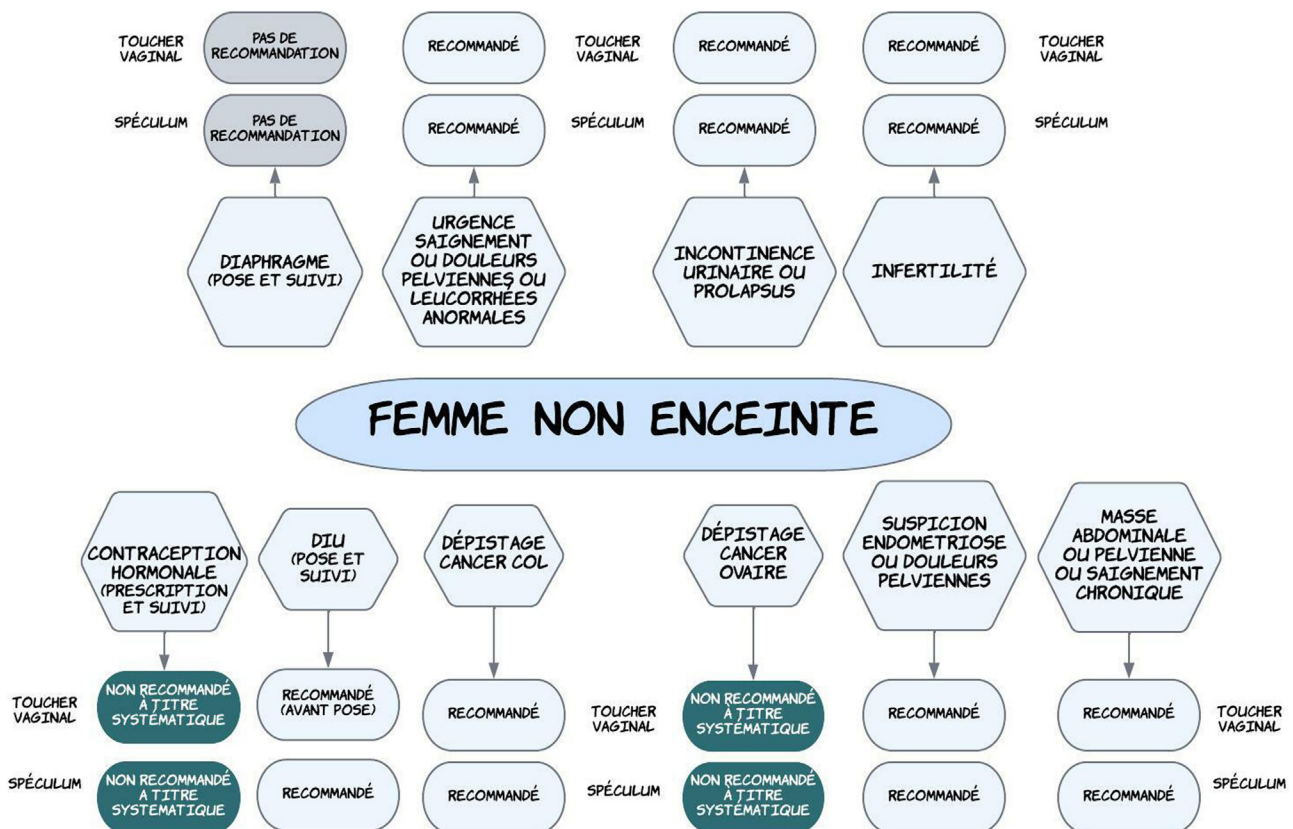 TOUCHER
VAGINAL
PAS DE
RECOMMANDATION
RECOMMANDÉ
TOUCHER
VAGINAL
RECOMMANDÉ
RECOMMANDÉ
TOUCHER
VAGINAL
SPÉCULUM
PAS DE
RECOMMANDATION
RECOMMANDÉ
SPÉCULUM
RECOMMANDÉ
RECOMMANDÉ
SPÉCULUM
DIAPHRAGME
(POSE ET SUIVI)
URGENCE
SAIGNEMENT
OU DOULEURS
PELVIENNES OU
LEUCORRHÉES
ANORMALES
INCONTINENCE
URINAIRE OU
PROLAPSUS
INFERTILITÉ
FEMME NON ENCEINTE
CONTRACEPTION
HORMONALE
(PRESCRIPTION
ET SUIVI)
DIU
(POSE ET
SUIVI)
DÉPISTAGE
CANCER COL
DÉPISTAGE
CANCER
OVAIRE
SUSPICION
ENDOMETRIOSE
OU DOULEURS
PELVIENNES
MASSE
ABDOMINALE
OU PELVIENNE
OU SAIGNEMENT
CHRONIQUE
TOUCHER
VAGINAL
NON RECOMMANDÉ
À TITRE
SYSTÉMATIQUE
RECOMMANDÉ
(AVANT POSE)
RECOMMANDÉ
TOUCHER
VAGINAL
NON RECOMMANDÉ
À TITRE
SYSTÉMATIQUE
RECOMMANDÉ
RECOMMANDÉ
TOUCHER
VAGINAL
SPÉCULUM
NON RECOMMANDÉ
A TITRE
SYSTÉMATIQUE
RECOMMANDÉ
RECOMMANDÉ
SPÉCULUM
NON RECOMMANDÉ
À TITRE
SYSTÉMATIQUE
RECOMMANDÉ
RECOMMANDÉ
SPÉCULUM